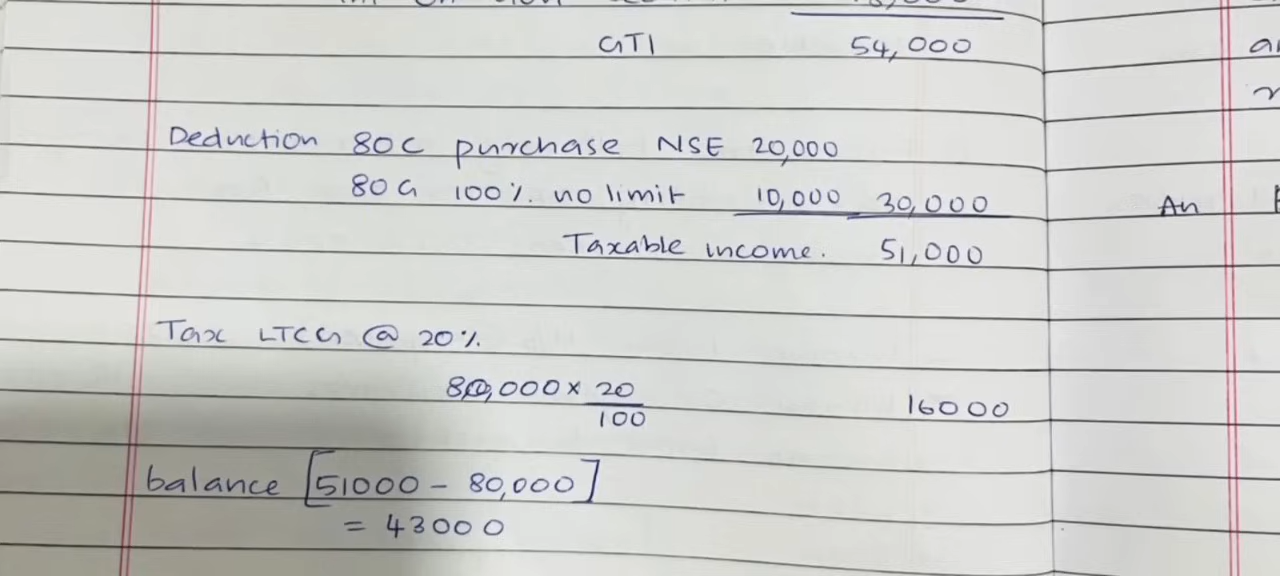 GTI 54,000
Deduction 80C purchase NSE 20,000
80G 100% no limit 10,000 30,000
An
Taxable income. 51,000
Tax LTCG @ 20%
80,000 × 20/100 16000
balance [51000 - 80,000]
= 43000